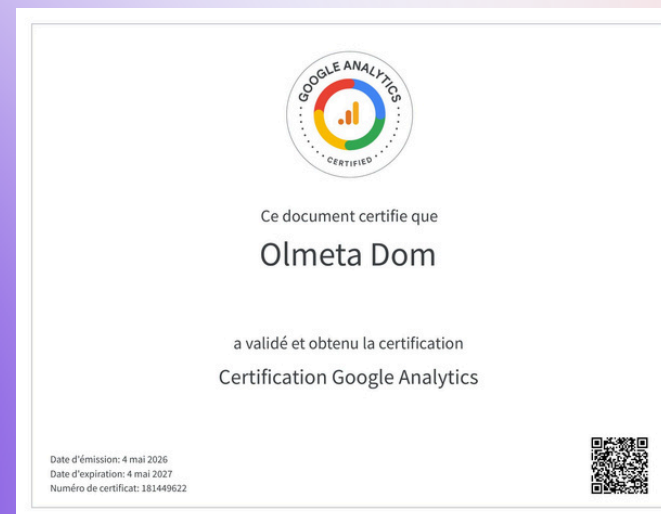 GOOGLE ANALYTICS
CERTIFIED
Ce document certifie que
Olmeta Dom
a validé et obtenu la certification
Certification Google Analytics
Date d'émission: 4 mai 2026
Date d'expiration: 4 mai 2027
Numéro de certificat: 181449622